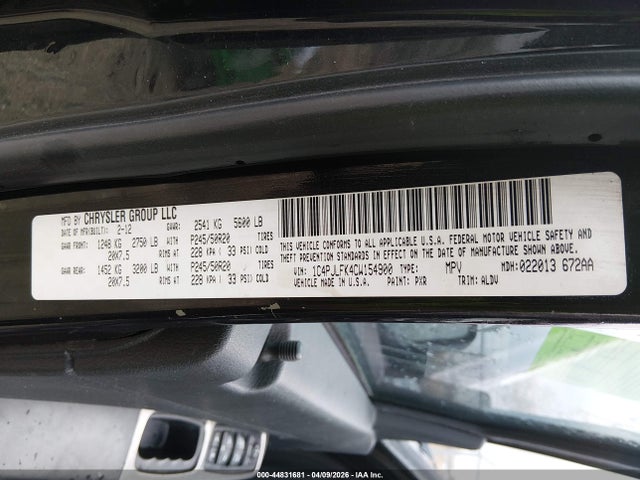 MFD BY CHRYSLER GROUP LLC
DATE OF MFR(BUILT): 2-12 GVWR: 2541 KG 5600 LB
GAWR FRONT: 1248 KG 2750 LB WITH P245/50R20 TIRES
20X7.5 RIMS AT 228 KPA / 33 PSI COLD
GAWR REAR: 1452 KG 3200 LB WITH P245/50R20 TIRES
20X7.5 RIMS AT 228 KPA / 33 PSI COLD
THIS VEHICLE CONFORMS TO ALL APPLICABLE U.S.A. FEDERAL MOTOR VEHICLE SAFETY AND
THEFT PREVENTION STANDARDS IN EFFECT ON THE DATE OF MANUFACTURE SHOWN ABOVE.
VIN: 1C4PJLFK4CW154900 TYPE: MPV MDH: 022013 672AA
VEHICLE MADE IN U.S.A. PAINT: PXR TRIM: ALDV
000-44831681 - 04/09/2026 - © IAA Holdings, LLC